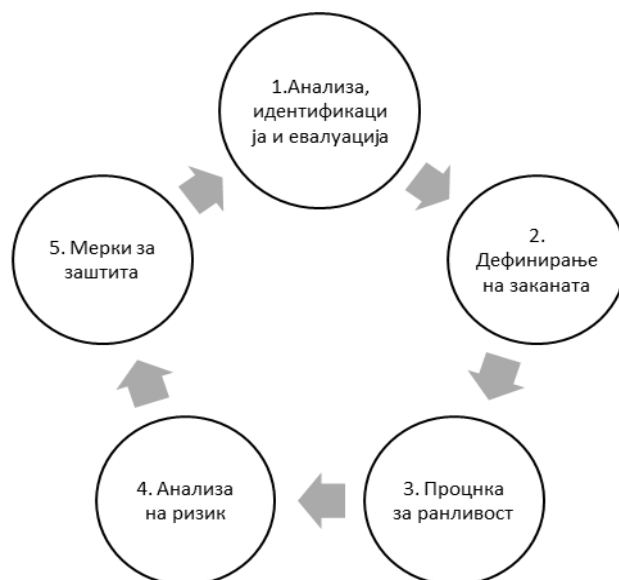 1.Анализа,
идентификаци
ја и евалуација
2.
Дефинирање
на заканата
3. Процнка
за ранливост
4. Анализа
на ризик
5. Мерки за
заштита